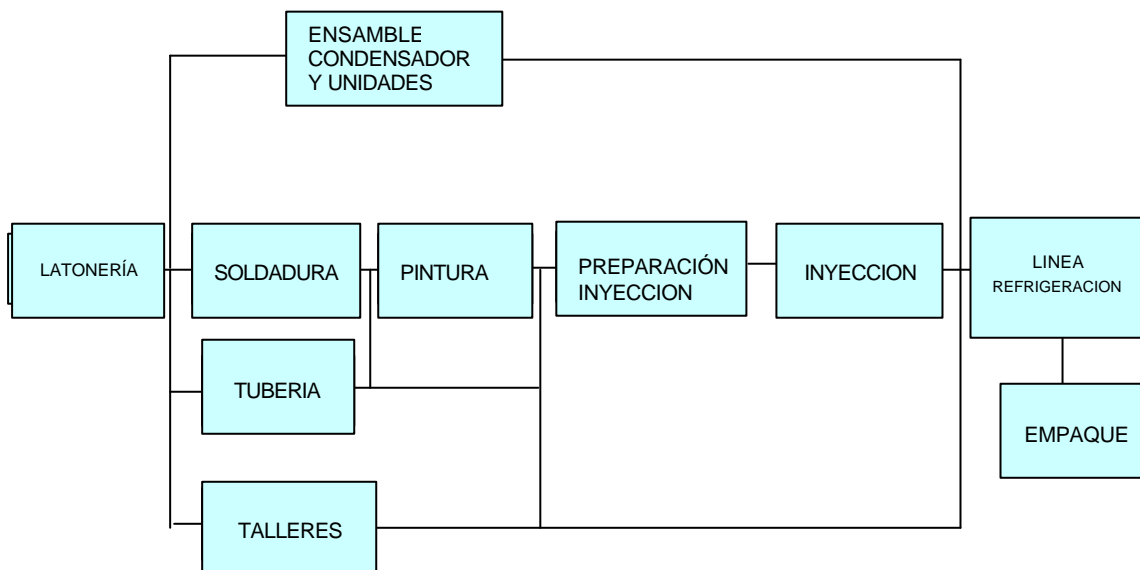 ENSAMBLE
CONDENSADOR
Y UNIDADES
LATONERÍA
SOLDADURA
PINTURA
PREPARACIÓN
INYECCION
INYECCION
LINEA
REFRIGERACION
TUBERIA
EMPAQUE
TALLERES